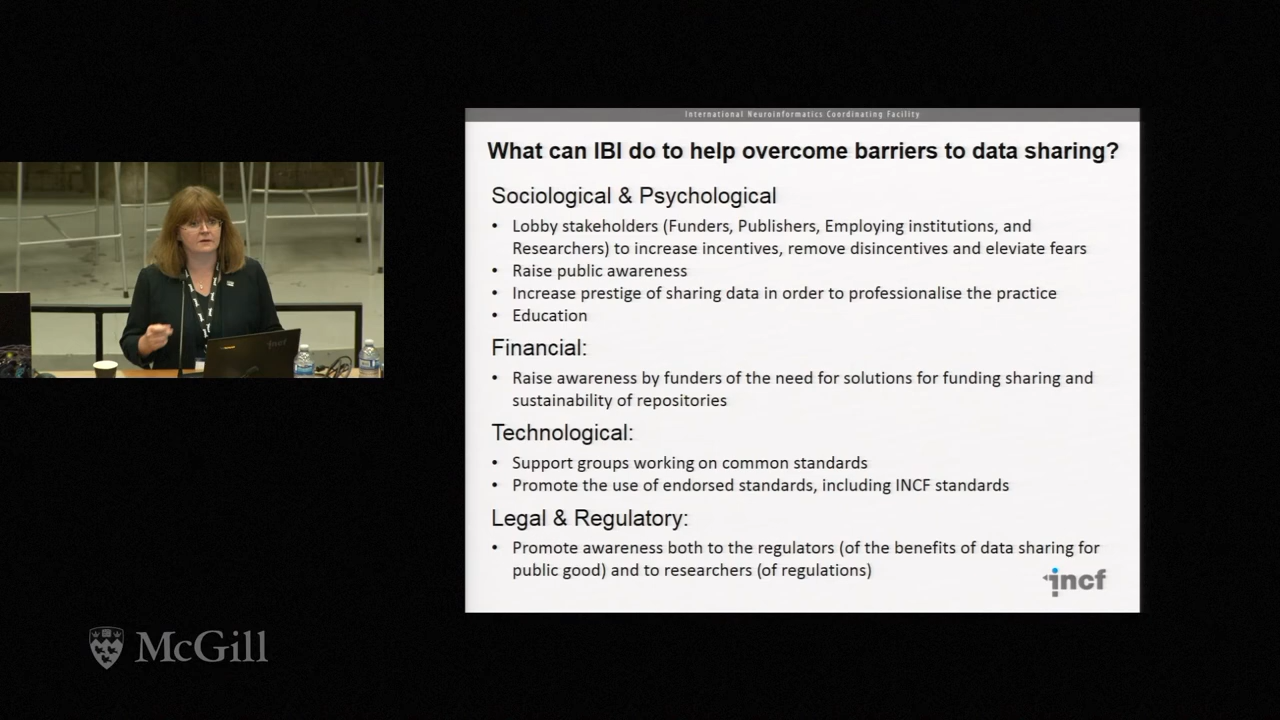 International Neuroinformatics Coordinating Facility
What can IBI do to help overcome barriers to data sharing?
Sociological & Psychological
• Lobby stakeholders (Funders, Publishers, Employing institutions, and
Researchers) to increase incentives, remove disincentives and eleviate fears
• Raise public awareness
• Increase prestige of sharing data in order to professionalise the practice
• Education
Financial:
• Raise awareness by funders of the need for solutions for funding sharing and
sustainability of repositories
Technological:
• Support groups working on common standards
• Promote the use of endorsed standards, including INCF standards
Legal & Regulatory:
• Promote awareness both to the regulators (of the benefits of data sharing for
public good) and to researchers (of regulations)
incf
incf
McGill